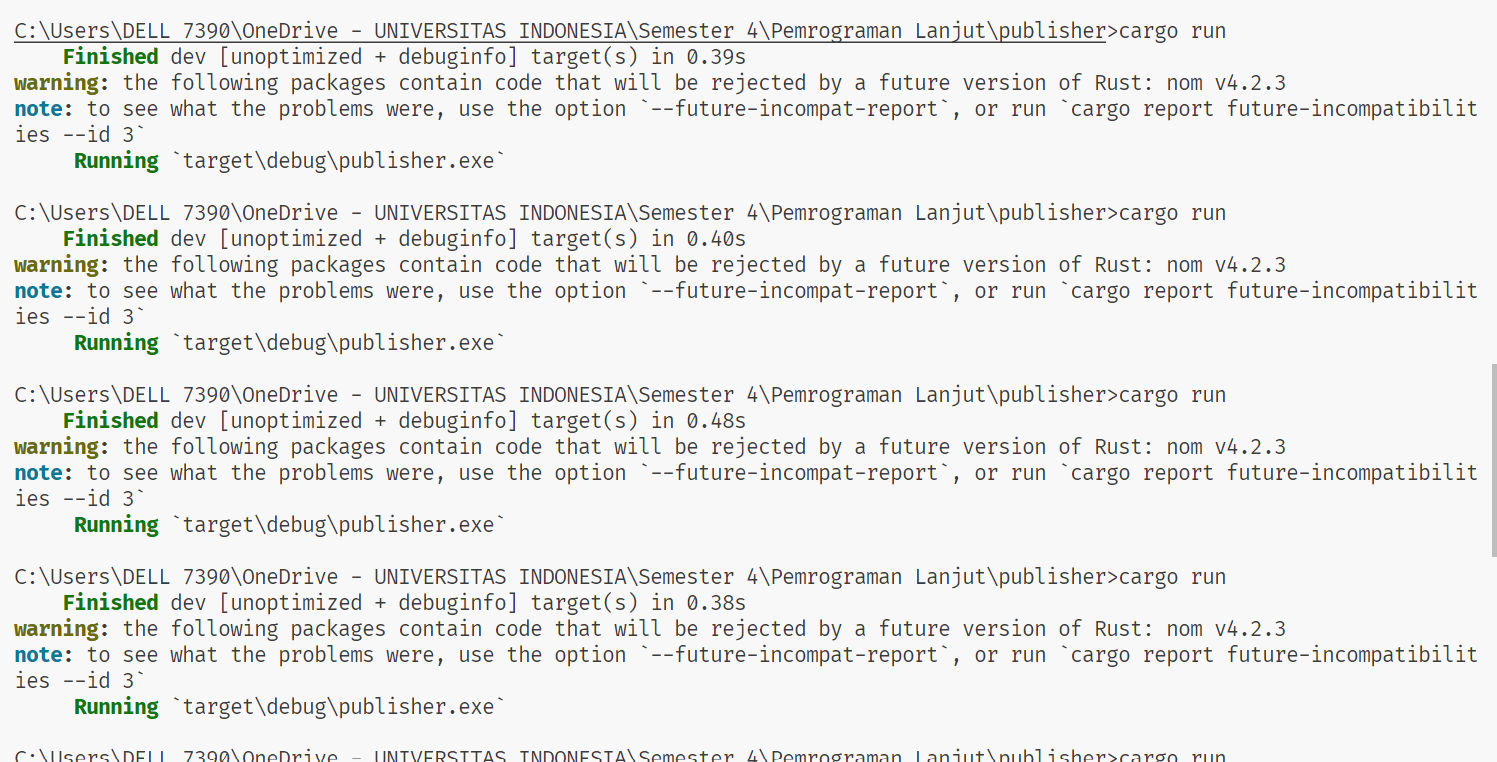 C:\Users\DELL 7390\OneDrive - UNIVERSITAS INDONESIA\Semester 4\Pemrograman Lanjut\publisher>cargo run
Finished dev [unoptimized + debuginfo] target(s) in 0.39s
warning: the following packages contain code that will be rejected by a future version of Rust: nom v4.2.3
note: to see what the problems were, use the option `--future-incompat-report`, or run `cargo report future-incompatibilit
ies --id 3`
Running `target\debug\publisher.exe`
C:\Users\DELL 7390\OneDrive - UNIVERSITAS INDONESIA\Semester 4\Pemrograman Lanjut\publisher>cargo run
Finished dev [unoptimized + debuginfo] target(s) in 0.40s
warning: the following packages contain code that will be rejected by a future version of Rust: nom v4.2.3
note: to see what the problems were, use the option `--future-incompat-report`, or run `cargo report future-incompatibilit
ies --id 3`
Running `target\debug\publisher.exe`
C:\Users\DELL 7390\OneDrive - UNIVERSITAS INDONESIA\Semester 4\Pemrograman Lanjut\publisher>cargo run
Finished dev [unoptimized + debuginfo] target(s) in 0.48s
warning: the following packages contain code that will be rejected by a future version of Rust: nom v4.2.3
note: to see what the problems were, use the option `--future-incompat-report`, or run `cargo report future-incompatibilit
ies --id 3`
Running `target\debug\publisher.exe`
C:\Users\DELL 7390\OneDrive - UNIVERSITAS INDONESIA\Semester 4\Pemrograman Lanjut\publisher>cargo run
Finished dev [unoptimized + debuginfo] target(s) in 0.38s
warning: the following packages contain code that will be rejected by a future version of Rust: nom v4.2.3
note: to see what the problems were, use the option `--future-incompat-report`, or run `cargo report future-incompatibilit
ies --id 3`
Running `target\debug\publisher.exe`
C:\Users\DELL 7390\OneDrive - UNIVERSITAS INDONESIA\Semester 4\Pemrograman Lanjut\publisher>cargo run